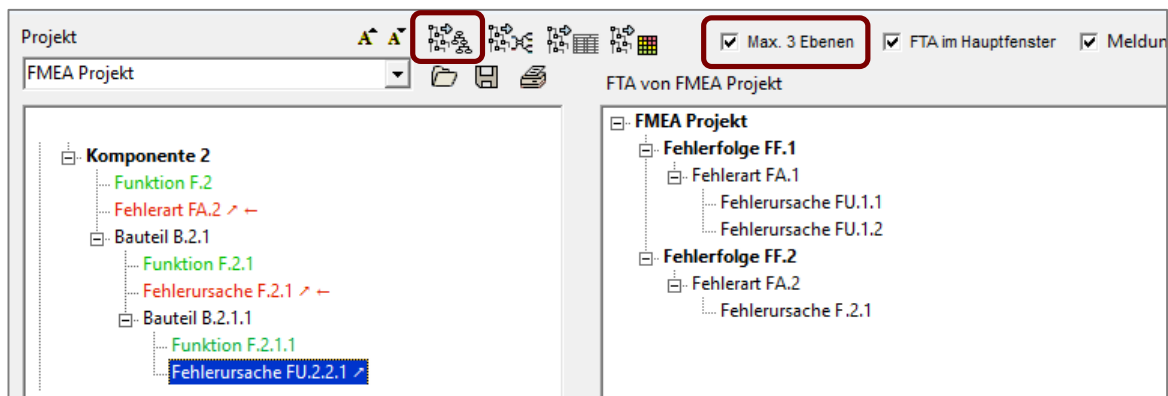 Projekt
A A
Max. 3 Ebenen
FTA im Hauptfenster
Meldun
FMEA Projekt
FTA von FMEA Projekt
Komponente 2
Funktion F.2
Fehlerart FA.2 ↗ ←
Bauteil B.2.1
Funktion F.2.1
Fehlerursache F.2.1 ↗ ←
Bauteil B.2.1.1
Funktion F.2.1.1
Fehlerursache FU.2.2.1 ↗
FMEA Projekt
Fehlerfolge FF.1
Fehlerart FA.1
Fehlerursache FU.1.1
Fehlerursache FU.1.2
Fehlerfolge FF.2
Fehlerart FA.2
Fehlerursache F.2.1